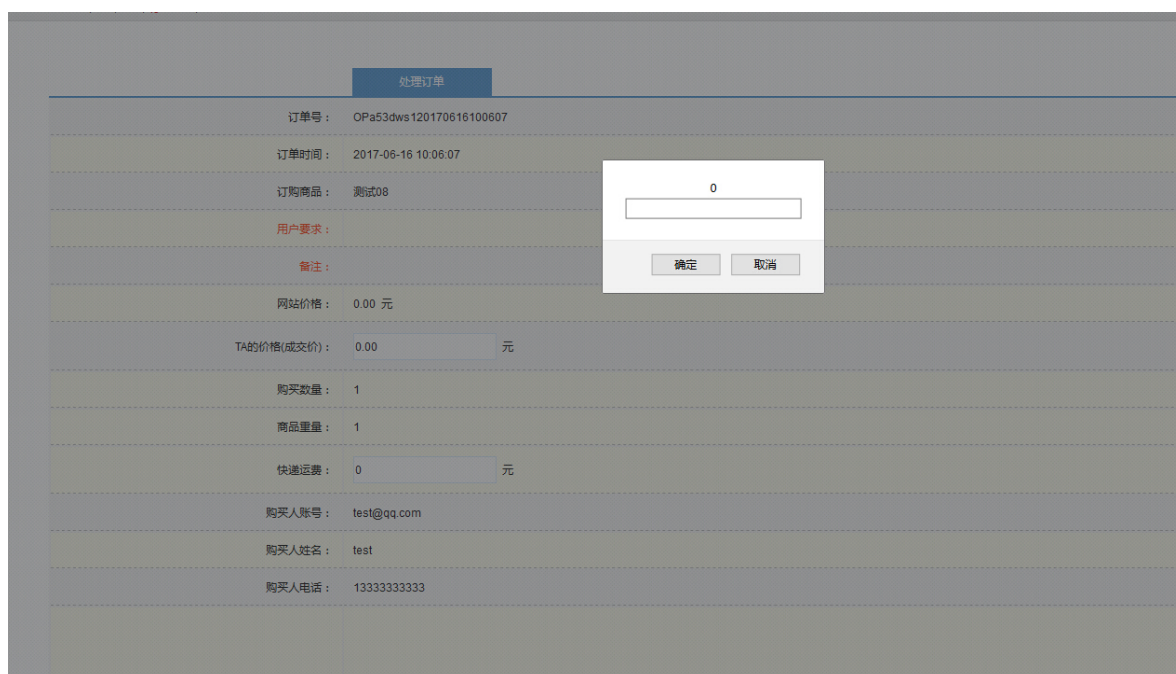 处理订单
订单号： OPa53dws120170616100607
订单时间： 2017-06-16 10:06:07
订购商品： 测试08
用户要求：
备注：
网站价格： 0.00 元
TA的价格(成交价)： 0.00 元
购买数量： 1
商品重量： 1
快递运费： 0 元
购买人账号： test@qq.com
购买人姓名： test
购买人电话： 13333333333
0
确定 取消